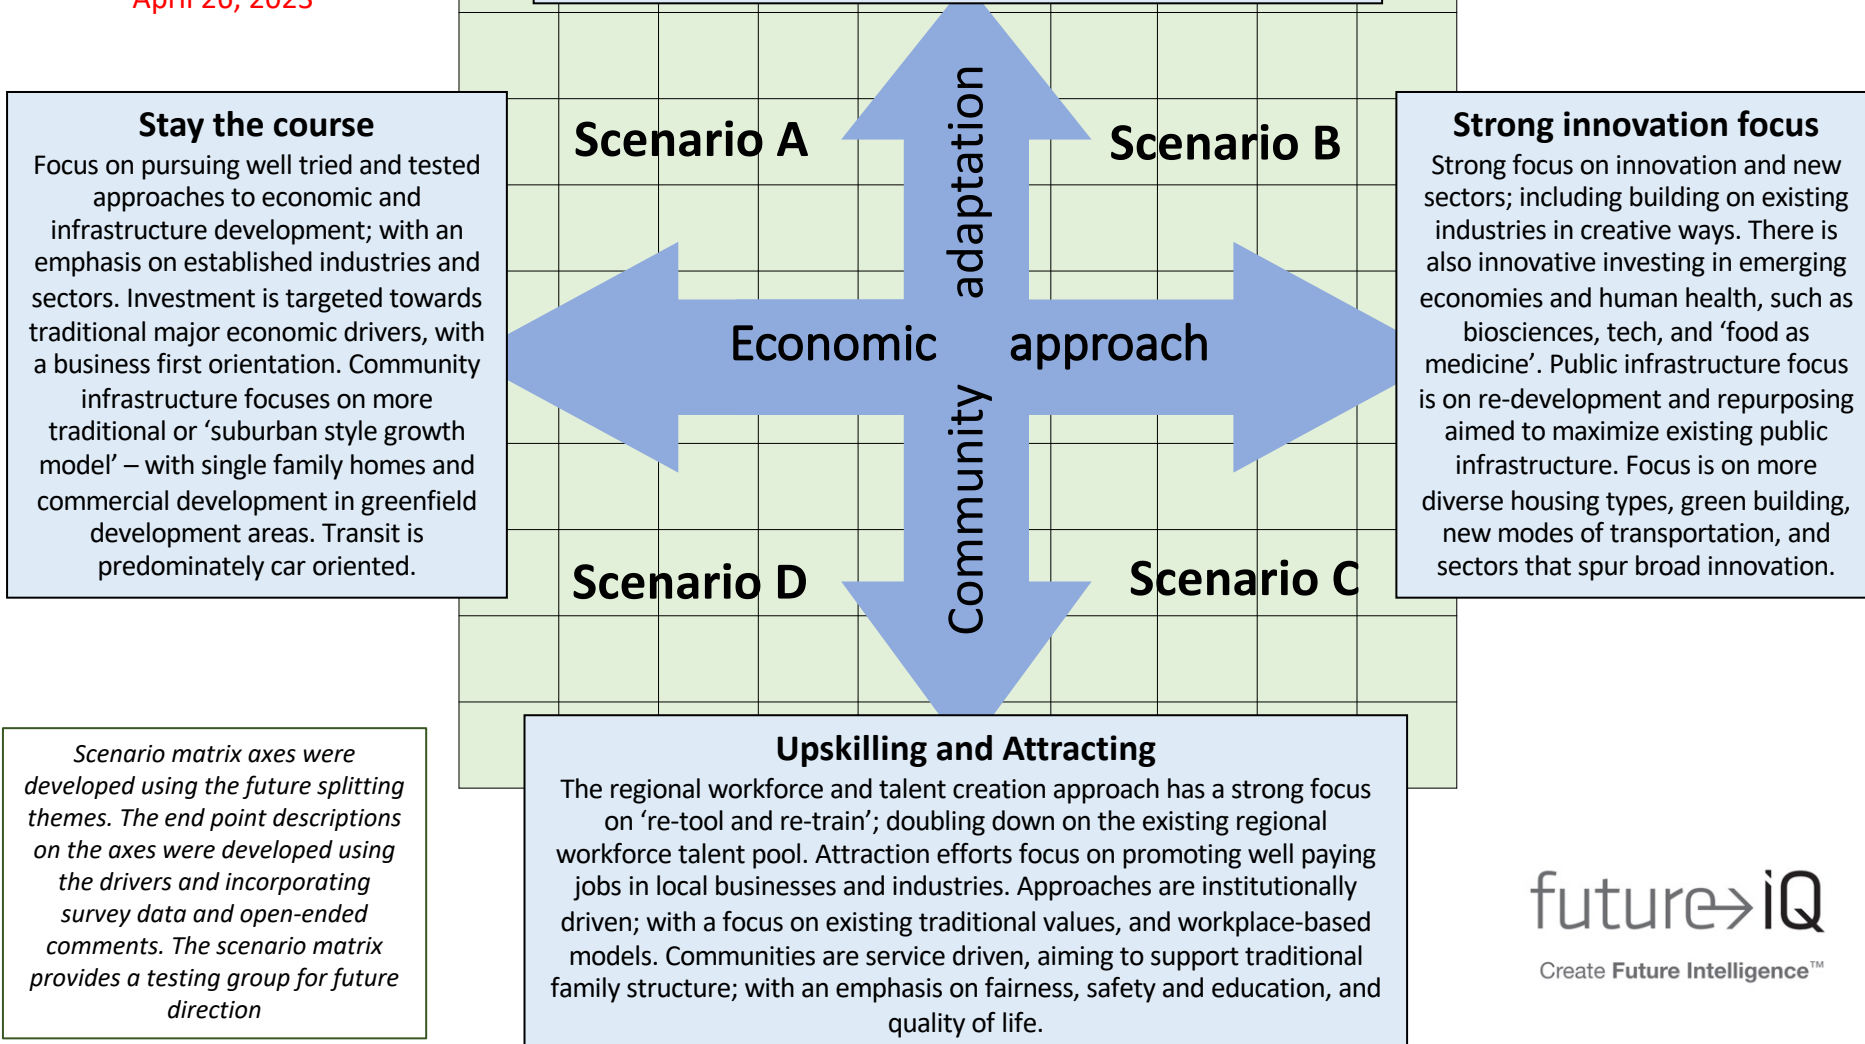 April 26, 2023
Stay the course
Focus on pursuing well tried and tested
approaches to economic and
infrastructure development; with an
emphasis on established industries and
sectors. Investment is targeted towards
traditional major economic drivers, with
a business first orientation. Community
infrastructure focuses on more
traditional or ‘suburban style growth
model’ – with single family homes and
commercial development in greenfield
development areas. Transit is
predominately car oriented.
Scenario A
Scenario B
Community adaptation
Economic approach
Scenario D
Scenario C
Strong innovation focus
Strong focus on innovation and new
sectors; including building on existing
industries in creative ways. There is
also innovative investing in emerging
economies and human health, such as
biosciences, tech, and ‘food as
medicine’. Public infrastructure focus
is on re-development and repurposing
aimed to maximize existing public
infrastructure. Focus is on more
diverse housing types, green building,
new modes of transportation, and
sectors that spur broad innovation.
Scenario matrix axes were
developed using the future splitting
themes. The end point descriptions
on the axes were developed using
the drivers and incorporating
survey data and open-ended
comments. The scenario matrix
provides a testing group for future
direction
Upskilling and Attracting
The regional workforce and talent creation approach has a strong focus
on ‘re-tool and re-train’; doubling down on the existing regional
workforce talent pool. Attraction efforts focus on promoting well paying
jobs in local businesses and industries. Approaches are institutionally
driven; with a focus on existing traditional values, and workplace-based
models. Communities are service driven, aiming to support traditional
family structure; with an emphasis on fairness, safety and education, and
quality of life.
future→iQ
Create Future Intelligence™